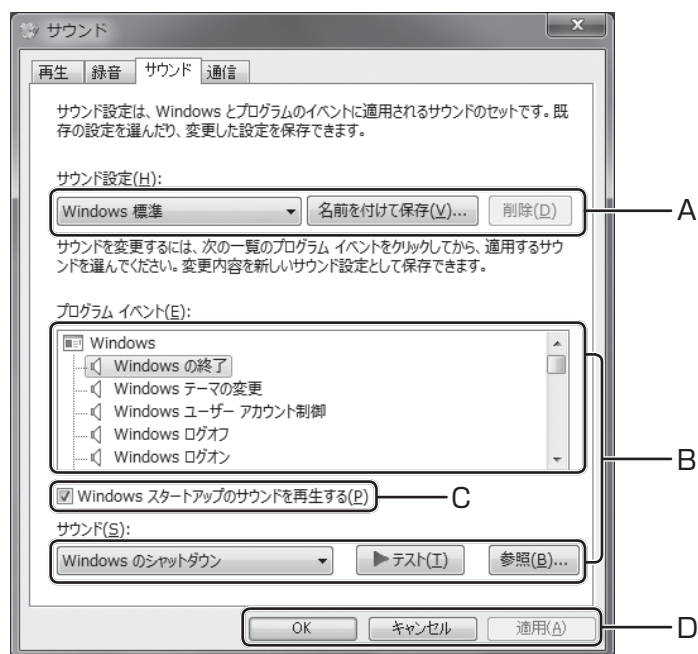 サウンド
再生 録音 サウンド 通信
サウンド設定は、Windows とプログラムのイベントに適用されるサウンドのセットです。既
存の設定を選んだり、変更した設定を保存できます。
サウンド設定(H):
Windows 標準 名前を付けて保存(V)... 削除(D) A
サウンドを変更するには、次の一覧のプログラム イベントをクリックしてから、適用するサウ
ンドを選んでください。変更内容を新しいサウンド設定として保存できます。
プログラム イベント(E):
Windows
Windows の終了
Windows テーマの変更
Windows ユーザー アカウント制御
Windows ログオフ
Windows ログオン B
Windows スタートアップのサウンドを再生する(P) C
サウンド(S):
Windows のシャットダウン テスト(T) 参照(B)...
OK キャンセル 適用(A) D